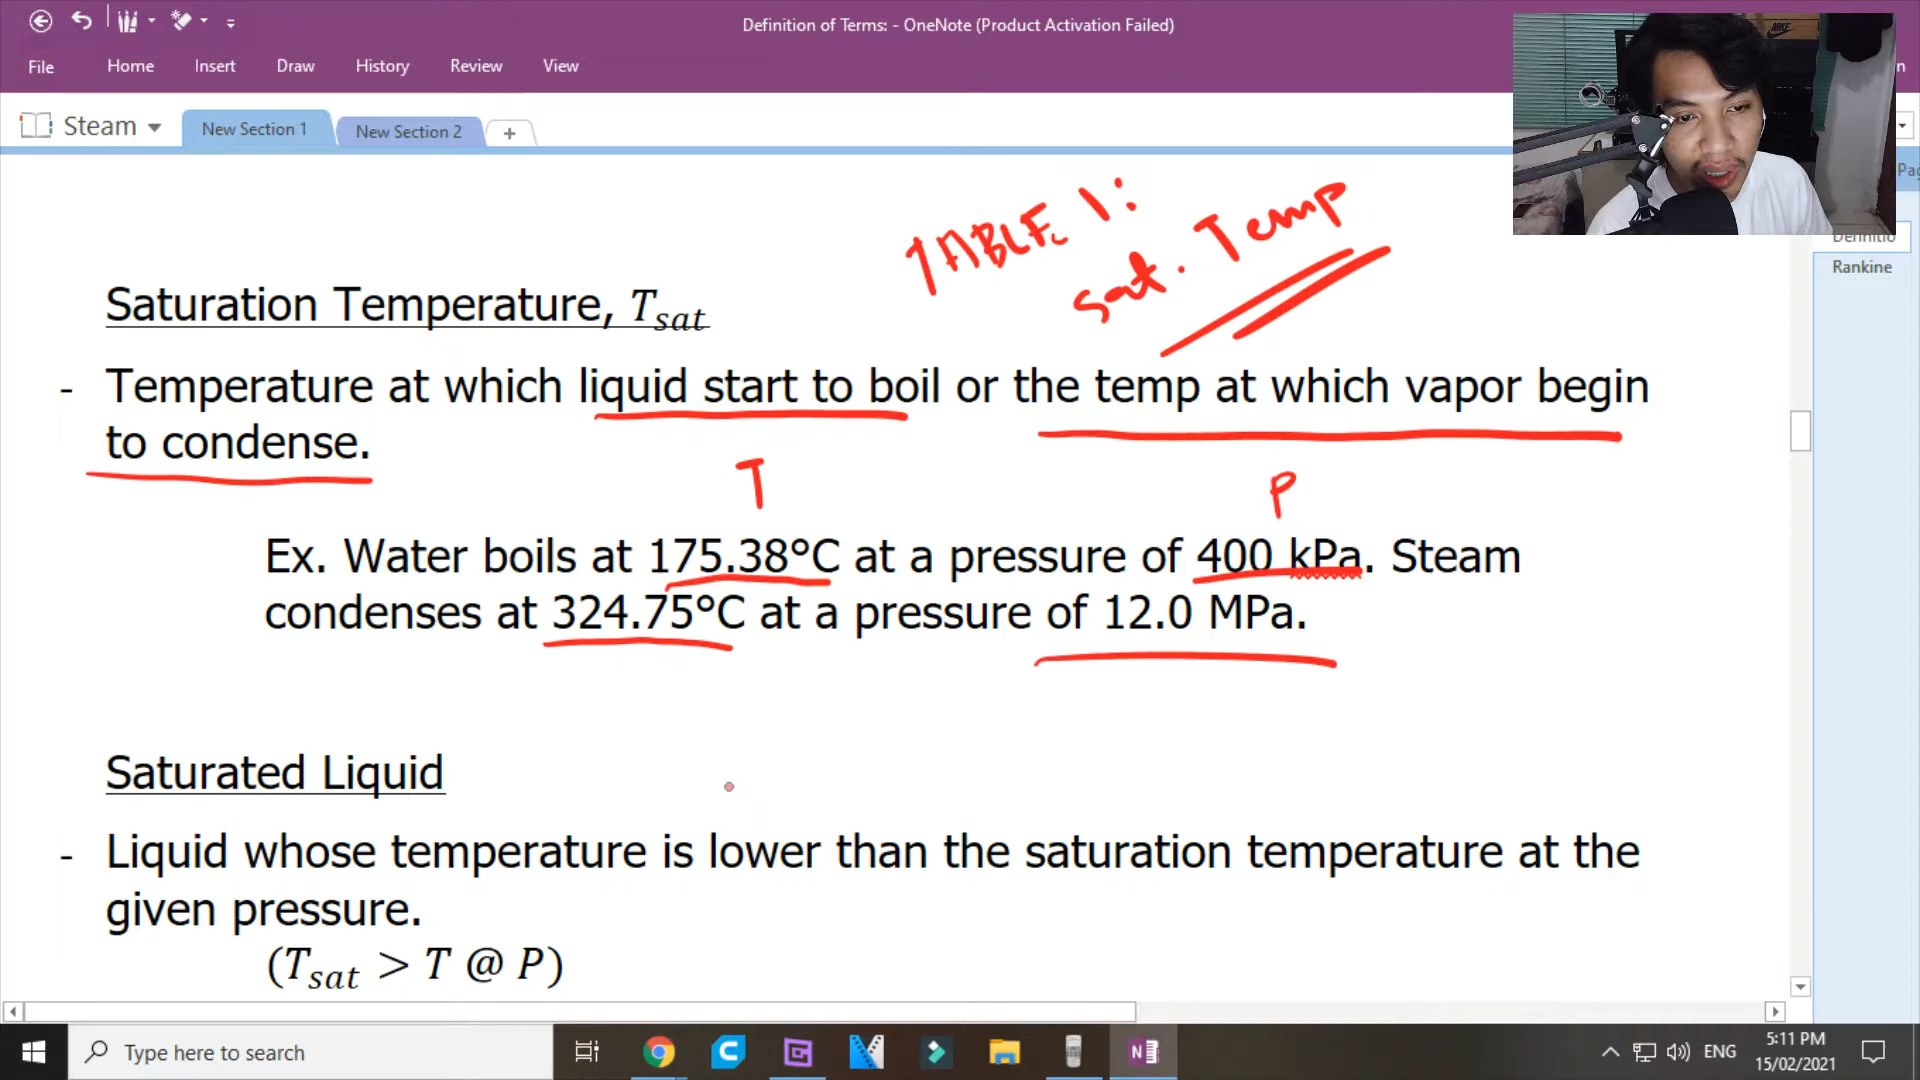 Definition of Terms: - OneNote (Product Activation Failed)
File Home Insert Draw History Review View
Steam New Section 1 New Section 2 +
NIKE
TABLE 1:
sat. Temp
Definitio
Rankine
Saturation Temperature, Tsat
- Temperature at which liquid start to boil or the temp at which vapor begin
to condense.
T P
Ex. Water boils at 175.38°C at a pressure of 400 kPa. Steam
condenses at 324.75°C at a pressure of 12.0 MPa.
Saturated Liquid
- Liquid whose temperature is lower than the saturation temperature at the
given pressure.
(Tsat > T @ P)
Type here to search
ENG
5:11 PM
15/02/2021